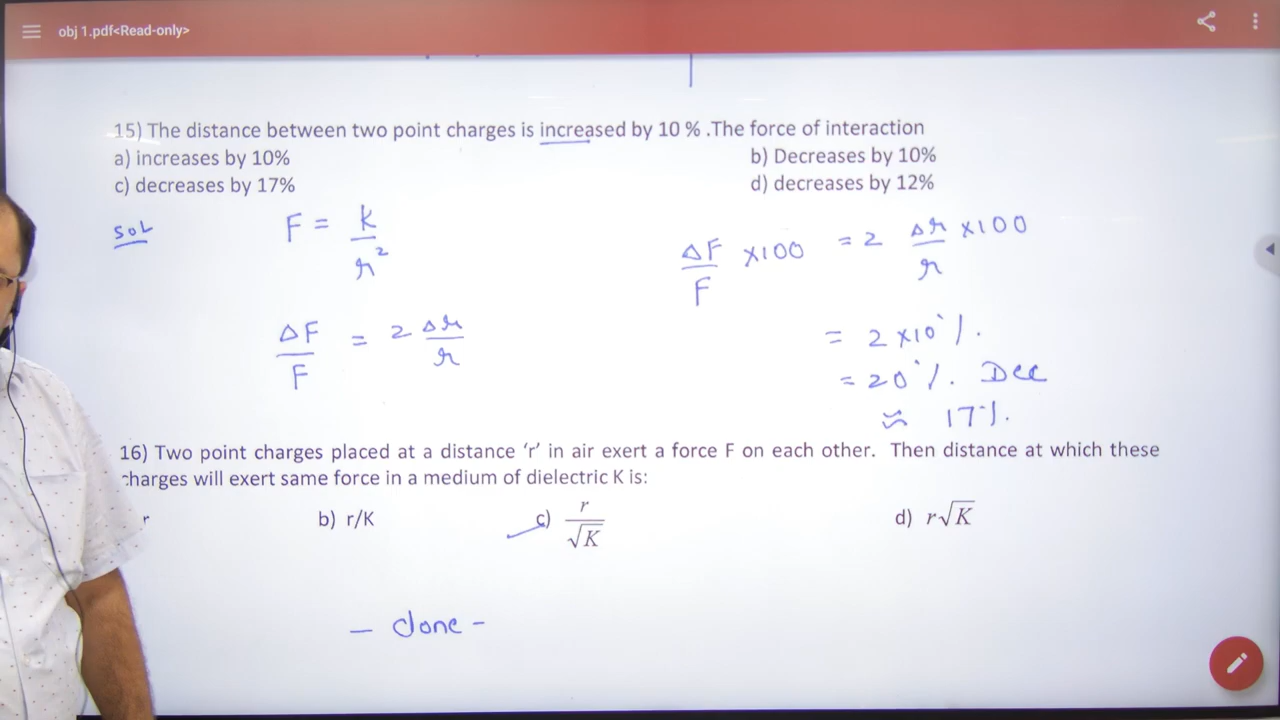 obj 1.pdf<Read-only>
15) The distance between two point charges is increased by 10 % .The force of interaction
a) increases by 10%
b) Decreases by 10%
c) decreases by 17%
d) decreases by 12%
SOL
F = k/r²
ΔF/F = 2 Δr/r
ΔF/F ×100 = 2 Δr/r ×100
= 2 ×10%.
= 20%. Dec
≈ 17%.
16) Two point charges placed at a distance ‘r’ in air exert a force F on each other. Then distance at which these
charges will exert same force in a medium of dielectric K is:
r b) r/K c) r/√K d) r√K
— done -